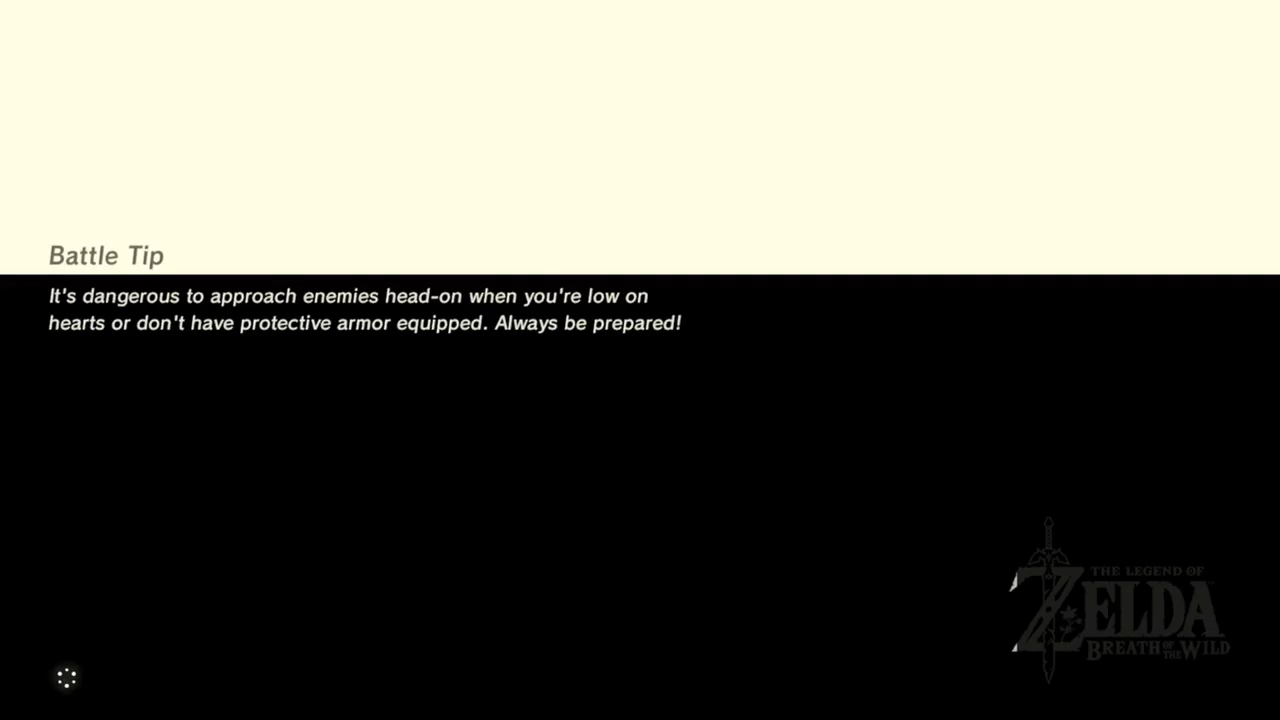 Battle Tip
It's dangerous to approach enemies head-on when you're low on
hearts or don't have protective armor equipped. Always be prepared!
THE LEGEND OF
ZELDA
BREATH OF THE WILD